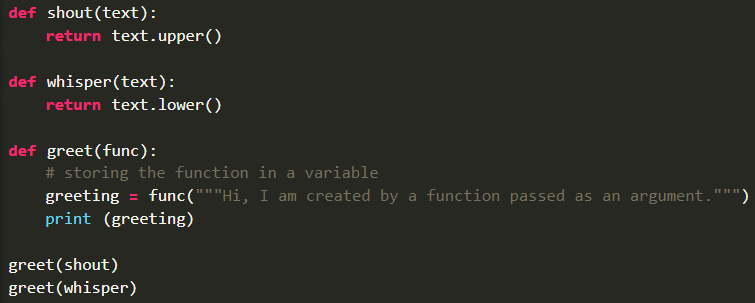 def shout(text):
    return text.upper()
def whisper(text):
    return text.lower()
def greet(func):
    # storing the function in a variable
    greeting = func("""Hi, I am created by a function passed as an argument.""")
    print (greeting)
greet(shout)
greet(whisper)